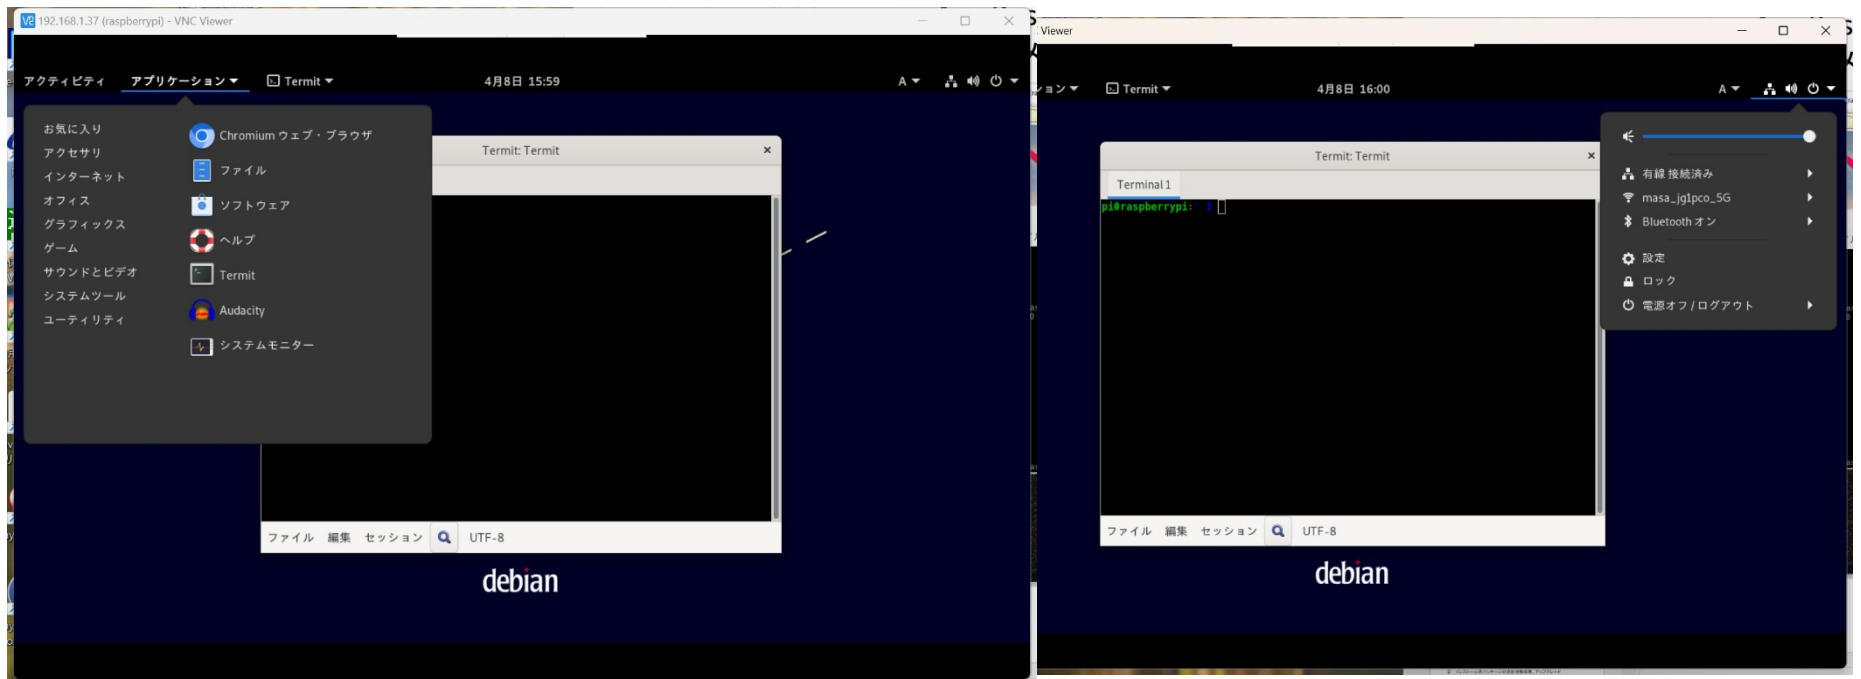 192.168.1.37 (raspberrypi) - VNC Viewer
アクティビティ アプリケーション Termit 4月8日 15:59 A
お気に入り
アクセサリ
インターネット
オフィス
グラフィックス
ゲーム
サウンドとビデオ
システムツール
ユーティリティ
Chromium ウェブ・ブラウザ
ファイル
ソフトウェア
ヘルプ
Termit
Audacity
システムモニター
Termit: Termit
ファイル 編集 セッション UTF-8
debian
Viewer
ョン Termit 4月8日 16:00 A
Termit: Termit
Terminal 1
pi@raspberrypi: $
ファイル 編集 セッション UTF-8
debian
有線 接続済み
masa_jg1pco_5G
Bluetooth オン
設定
ロック
電源オフ / ログアウト